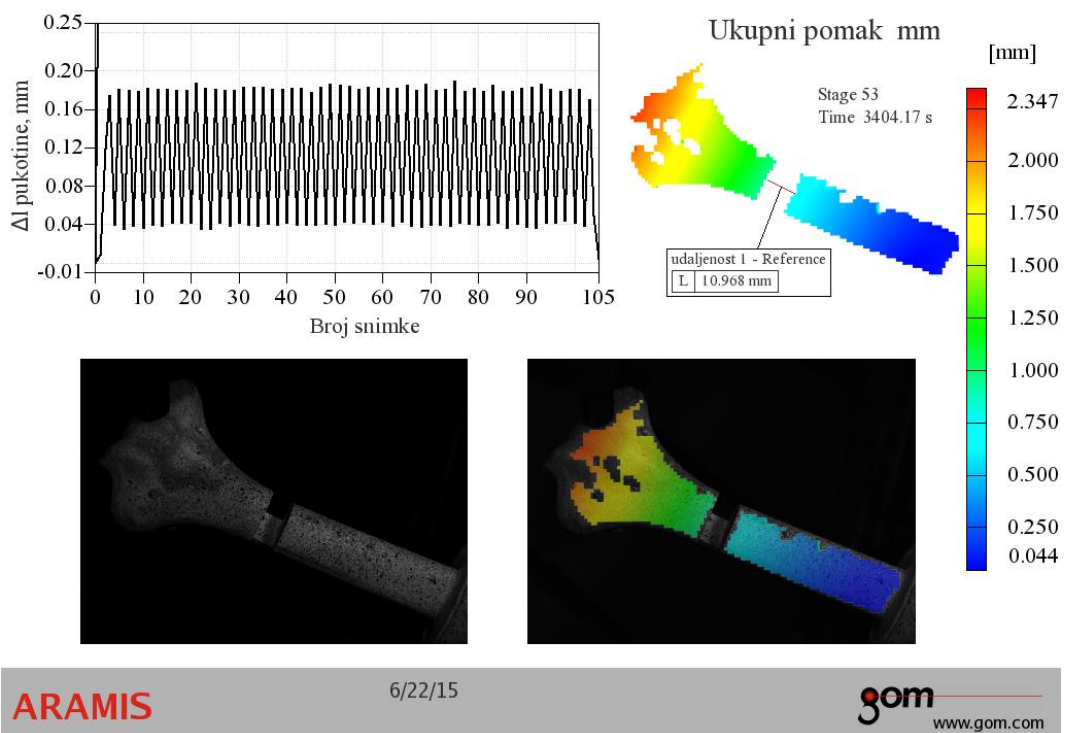 Δl pukotine, mm
0.25
0.20
0.16
0.12
0.08
0.04
-0.01
0 10 20 30 40 50 60 70 80 90 105
Broj snimke
Ukupni pomak mm
Stage 53
Time 3404.17 s
udaljenost 1 - Reference
L 10.968 mm
[mm]
2.347
2.000
1.750
1.500
1.250
1.000
0.750
0.500
0.250
0.044
ARAMIS
6/22/15
gom
www.gom.com